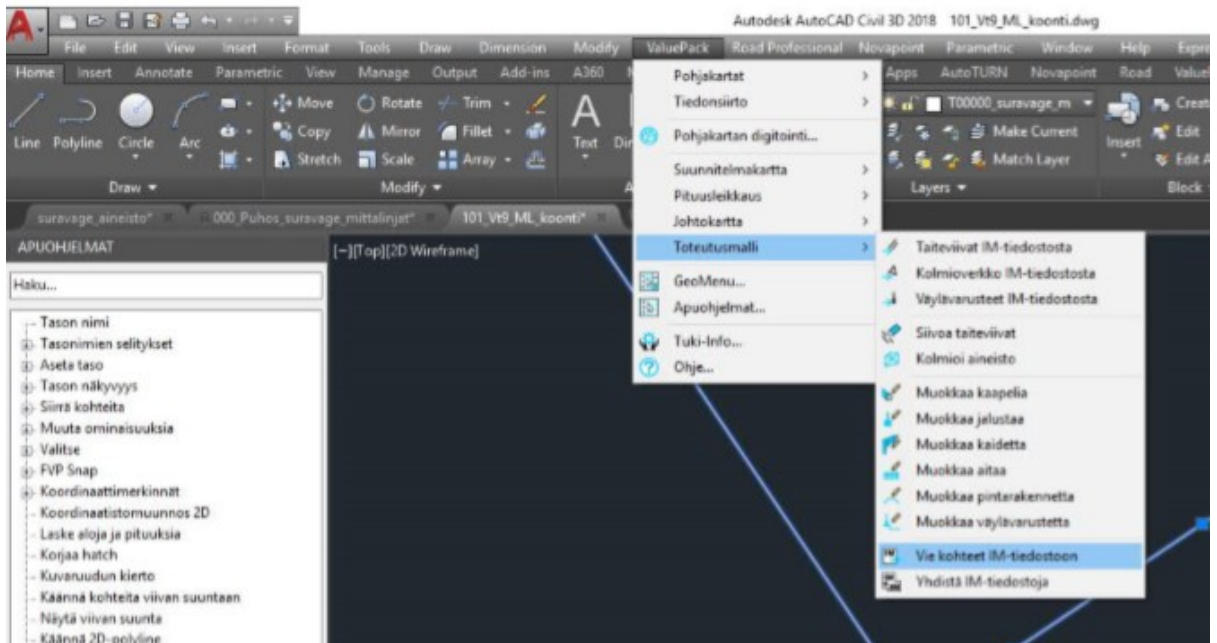 Autodesk AutoCAD Civil 3D 2018 101_Vt9_ML_koonti.dwg
File Edit View Insert Format Tools Draw Dimension Modify ValuePack Road Professional Novapoint Parametric Window Help Expre
Home Insert Annotate Parametric View Manage Output Add-ins A360 Apps AutoTURN Novapoint Road Value
Move Rotate Trim T00000_suravage_m Creat
Line Polyline Circle Arc Copy Mirror Fillet Text Make Current Insert Edit
Stretch Scale Array Match Layer Edit A
Draw Modify Layers Block
suravage_aineisto* 000_Puhos_suravage_mittalinjat* 101_Vt9_ML_koonti*
[−][Top][2D Wireframe]
APUOHJELMAT
Haku...
Tason nimi
Tasonimien selitykset
Aseta taso
Tason näkyvyys
Siirrä kohteita
Muuta ominaisuuksia
Valitse
FVP Snap
Koordinaattimerkinnät
Koordinaatistomuunnos 2D
Laske aloja ja pituuksia
Korjaa hatch
Kuvaruudun kierto
Käännä kohteita viivan suuntaan
Näytä viivan suunta
Käännä 2D-polyline
Pohjakartat
Tiedonsiirto
Pohjakartan digitointi...
Suunnitelmakartta
Pituusleikkaus
Johtokartta
Toteutusmalli
GeoMenu...
Apuohjelmat...
Tuki-Info...
Ohje...
Taiteviivat IM-tiedostosta
Kolmioverkko IM-tiedostosta
Väylävarusteet IM-tiedostosta
Siivoa taiteviivat
Kolmioi aineisto
Muokkaa kaapelia
Muokkaa jalustaa
Muokkaa kaidetta
Muokkaa aitaa
Muokkaa pintarakennetta
Muokkaa väylävarustetta
Vie kohteet IM-tiedostoon
Yhdistä IM-tiedostoja